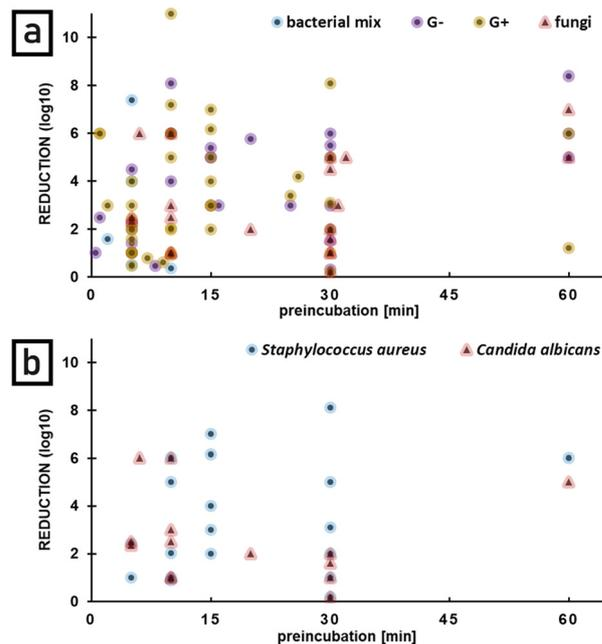 a
bacterial mix G- G+ fungi
REDUCTION (log10)
10
8
6
4
2
0
0 15 30 45 60
preincubation [min]
b
Staphylococcus aureus Candida albicans
REDUCTION (log10)
10
8
6
4
2
0
0 15 30 45 60
preincubation [min]